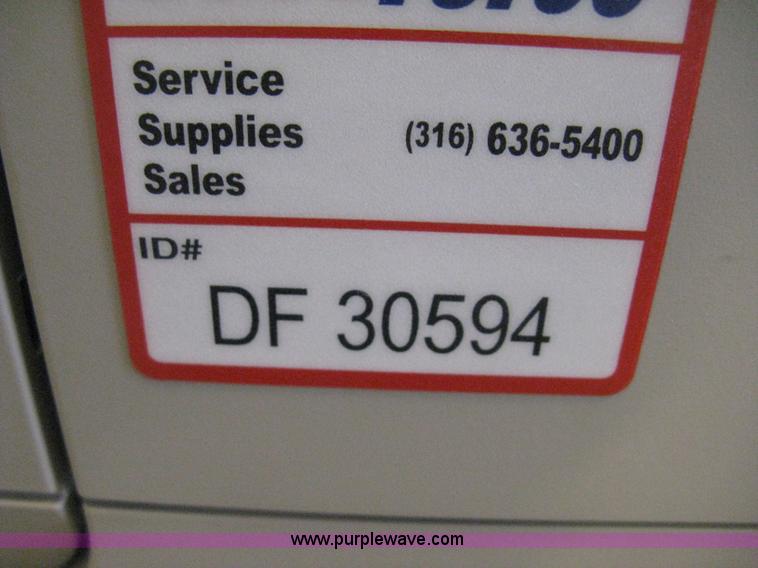 Service
Supplies (316) 636-5400
Sales
ID#
DF 30594
www.purplewave.com